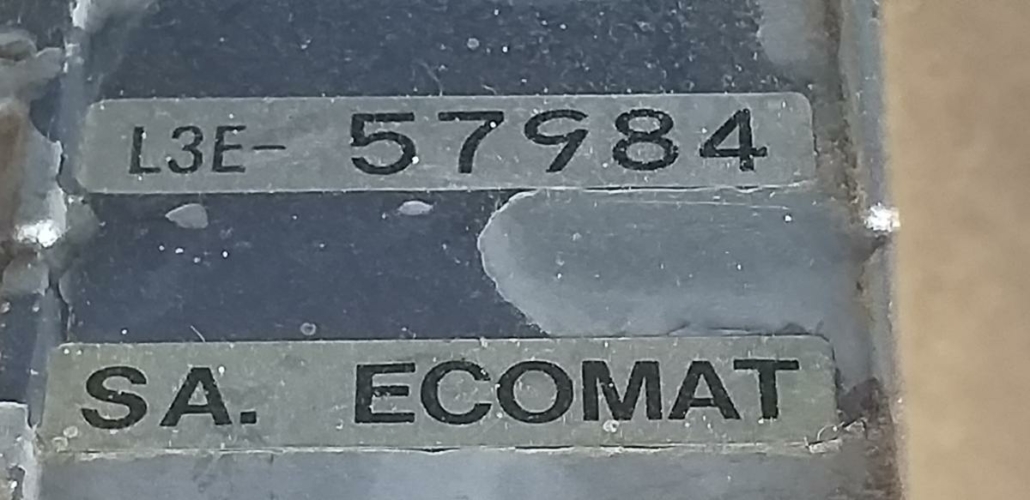 L3E- 57984
SA. ECOMAT